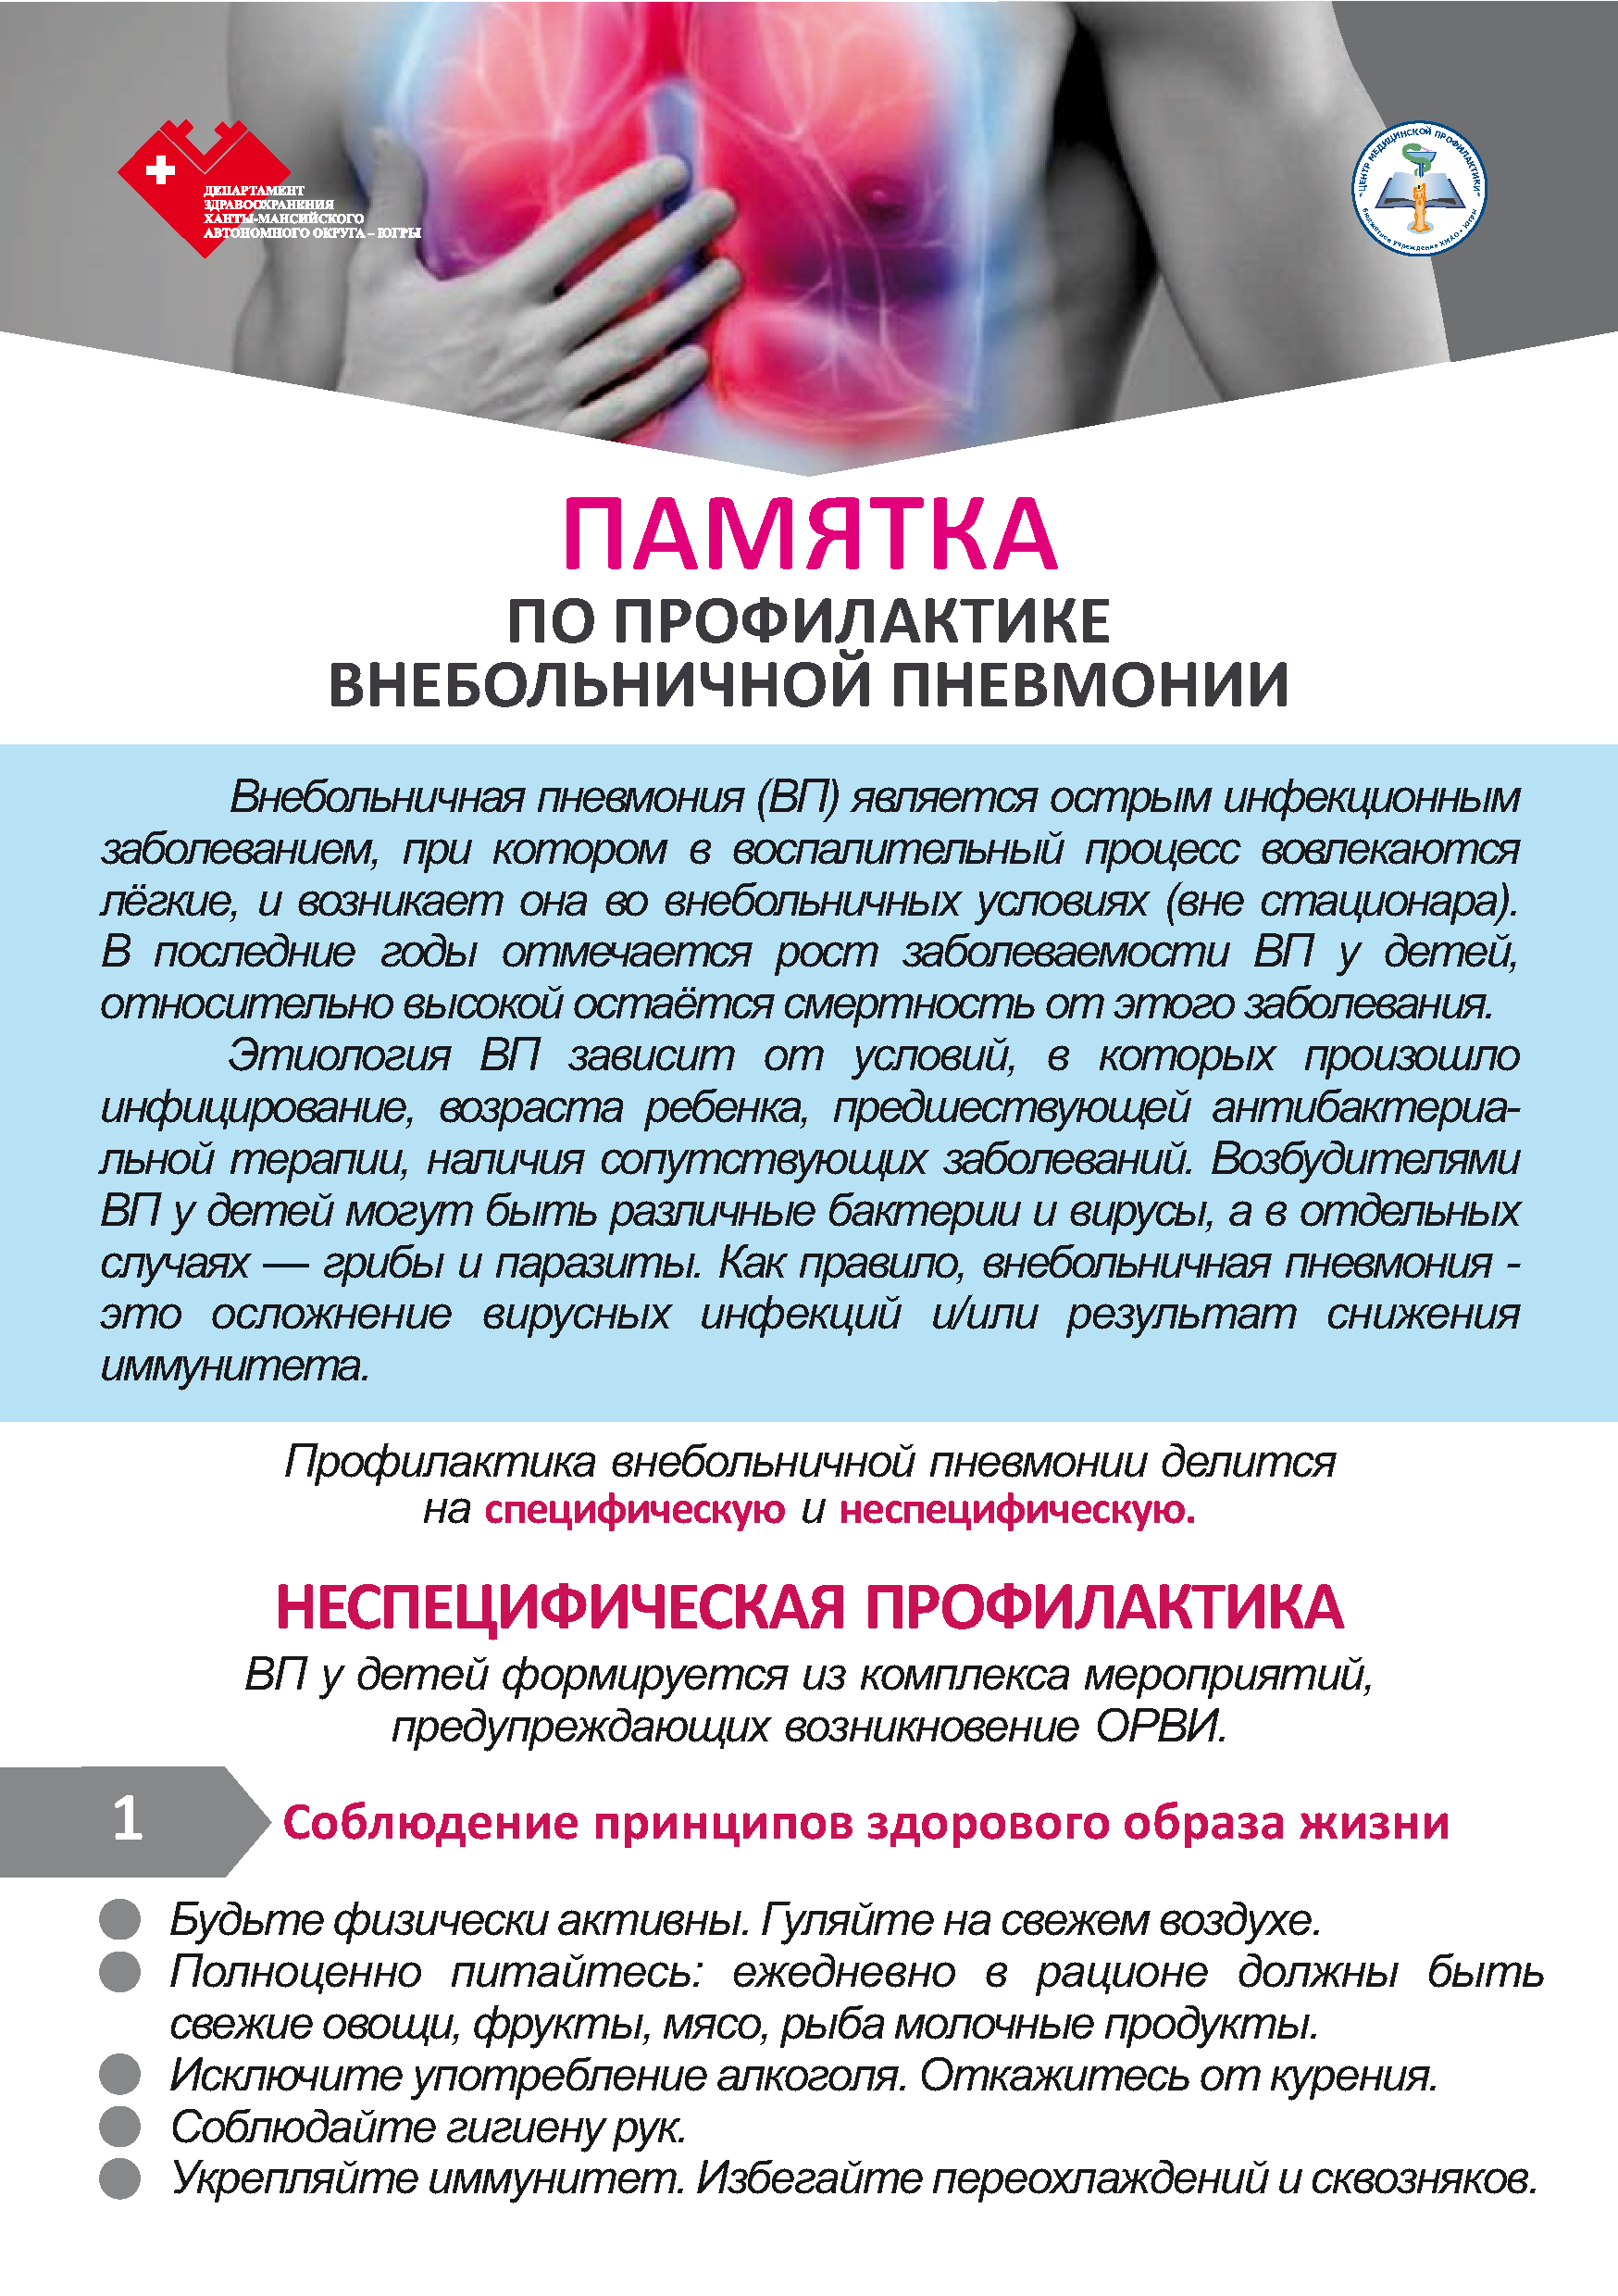 ДЕПАРТАМЕНТ
ЗДРАВООХРАНЕНИЯ
ХАНТЫ-МАНСИЙСКОГО
АВТОНОМНОГО ОКРУГА – ЮГРЫ
"ЦЕНТР МЕДИЦИНСКОЙ ПРОФИЛАКТИКИ"
бюджетное учреждение ХМАО - Югры
ПАМЯТКА
ПО ПРОФИЛАКТИКЕ
ВНЕБОЛЬНИЧНОЙ ПНЕВМОНИИ
Внебольничная пневмония (ВП) является острым инфекционным
заболеванием, при котором в воспалительный процесс вовлекаются
лёгкие, и возникает она во внебольничных условиях (вне стационара).
В последние годы отмечается рост заболеваемости ВП у детей,
относительно высокой остаётся смертность от этого заболевания.
Этиология ВП зависит от условий, в которых произошло
инфицирование, возраста ребенка, предшествующей антибактериа-
льной терапии, наличия сопутствующих заболеваний. Возбудителями
ВП у детей могут быть различные бактерии и вирусы, а в отдельных
случаях — грибы и паразиты. Как правило, внебольничная пневмония -
это осложнение вирусных инфекций и/или результат снижения
иммунитета.
Профилактика внебольничной пневмонии делится
на специфическую и неспецифическую.
НЕСПЕЦИФИЧЕСКАЯ ПРОФИЛАКТИКА
ВП у детей формируется из комплекса мероприятий,
предупреждающих возникновение ОРВИ.
1 Соблюдение принципов здорового образа жизни
Будьте физически активны. Гуляйте на свежем воздухе.
Полноценно питайтесь: ежедневно в рационе должны быть
свежие овощи, фрукты, мясо, рыба молочные продукты.
Исключите употребление алкоголя. Откажитесь от курения.
Соблюдайте гигиену рук.
Укрепляйте иммунитет. Избегайте переохлаждений и сквозняков.